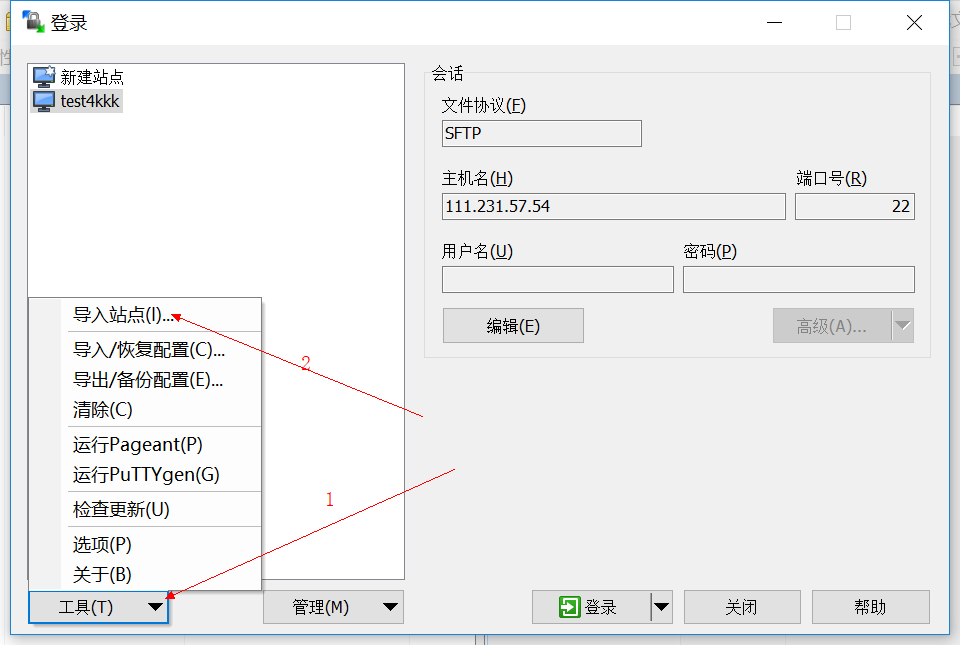 登录
新建站点
test4kkk
会话
文件协议(F)
SFTP
主机名(H)
端口号(R)
111.231.57.54
22
用户名(U)
密码(P)
编辑(E)
高级(A)...
导入站点(I)...
导入/恢复配置(C)...
导出/备份配置(E)...
清除(C)
运行Pageant(P)
运行PuTTYgen(G)
检查更新(U)
选项(P)
关于(B)
2
1
工具(T)
管理(M)
登录
关闭
帮助